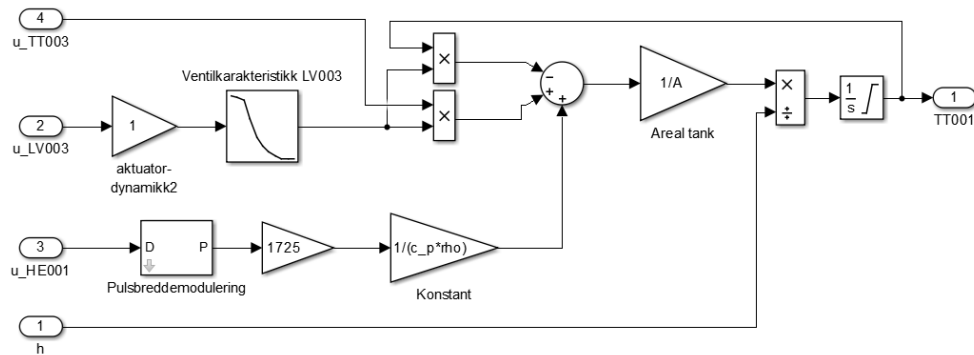 4
u_TT003
Ventilkarakteristikk LV003
×
×
−
+
+
1/A
Areal tank
×
÷
1
s
1
TT001
2
u_LV003
1
aktuator-
dynamikk2
3
u_HE001
D
P
Pulsbreddemodulering
1725
1/(c_p*rho)
Konstant
1
h